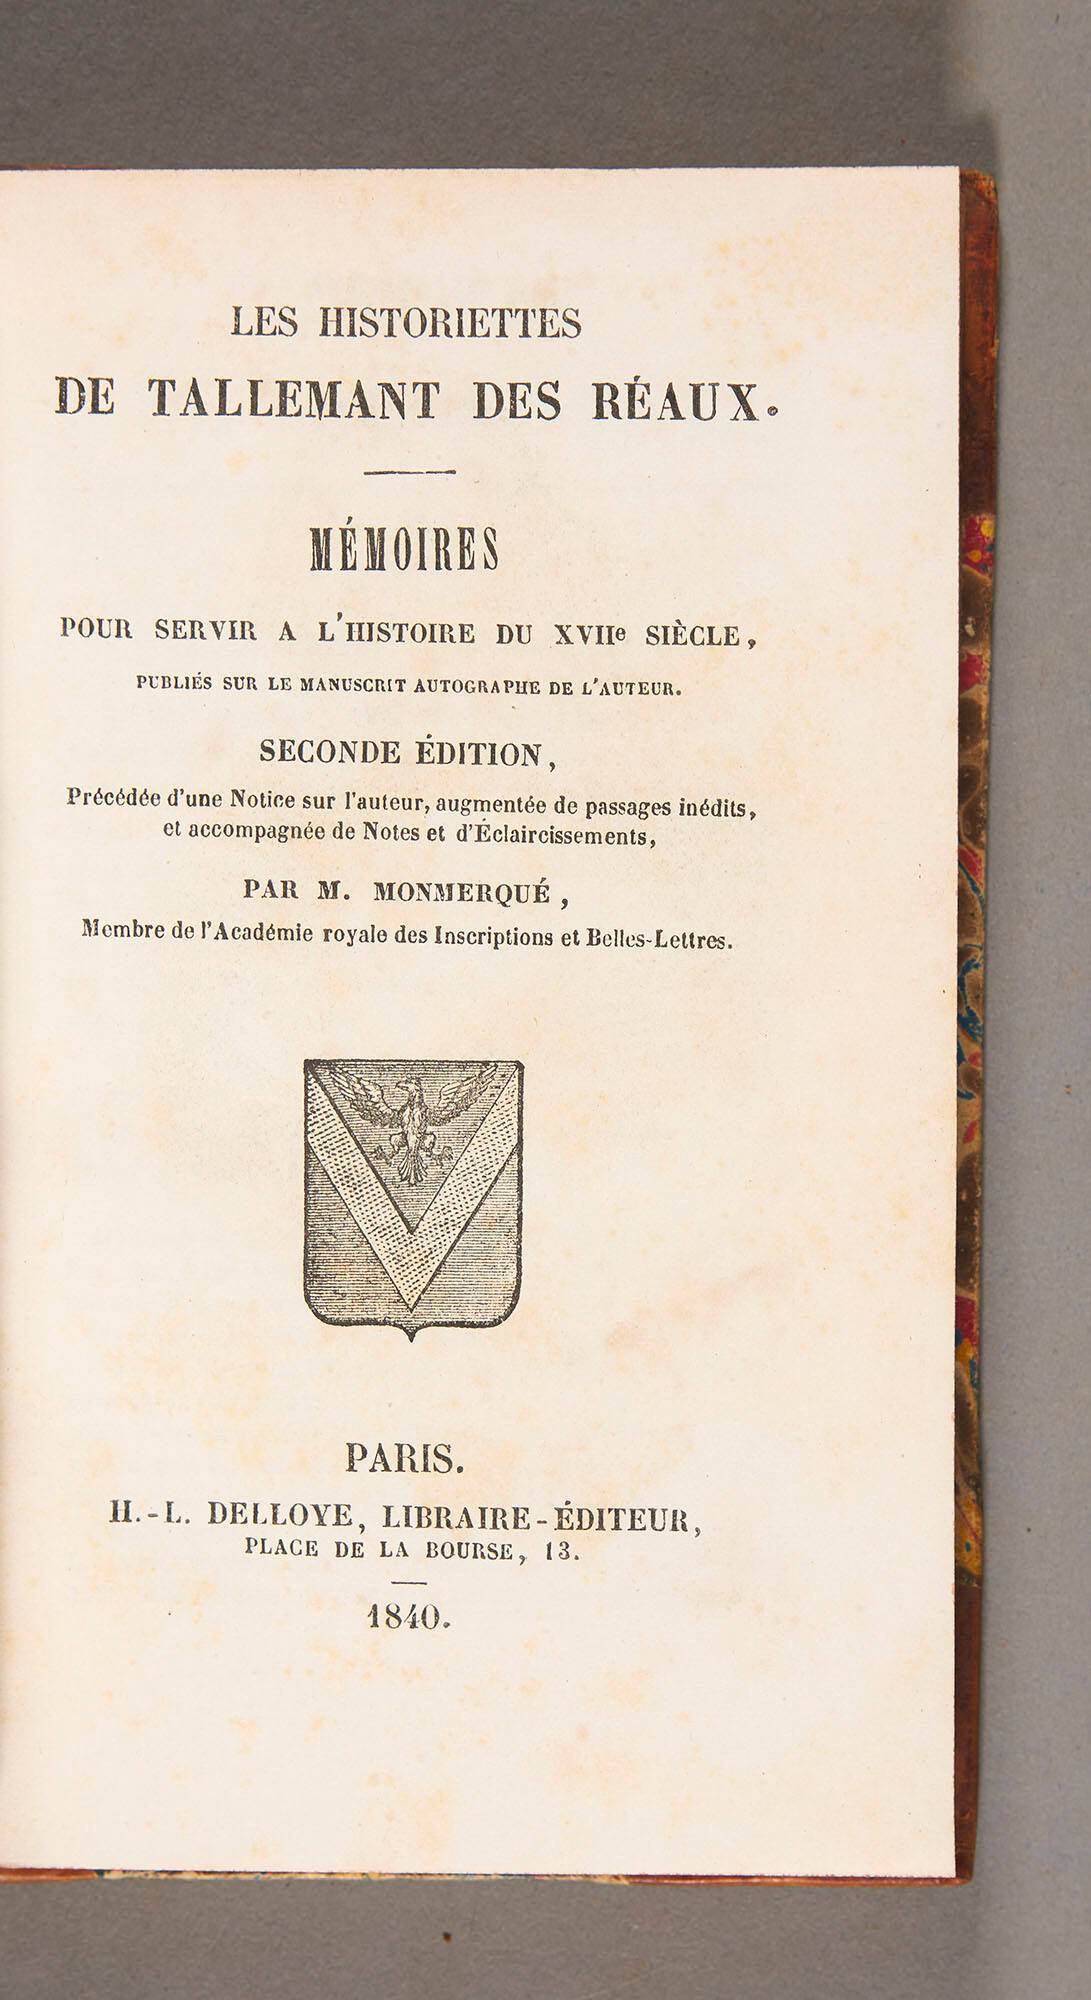 LES HISTORIETTES
DE TALLEMANT DES RÉAUX.
MÉMOIRES
POUR SERVIR A L'HISTOIRE DU XVIIe SIÈCLE,
PUBLIÉS SUR LE MANUSCRIT AUTOGRAPHE DE L'AUTEUR.
SECONDE ÉDITION,
Précédée d'une Notice sur l'auteur, augmentée de passages inédits,
et accompagnée de Notes et d'Éclaircissements,
PAR M. MONMERQUÉ,
Membre de l'Académie royale des Inscriptions et Belles-Lettres.
PARIS.
H.-L. DELLOYE, LIBRAIRE-ÉDITEUR,
PLACE DE LA BOURSE, 13.
1840.